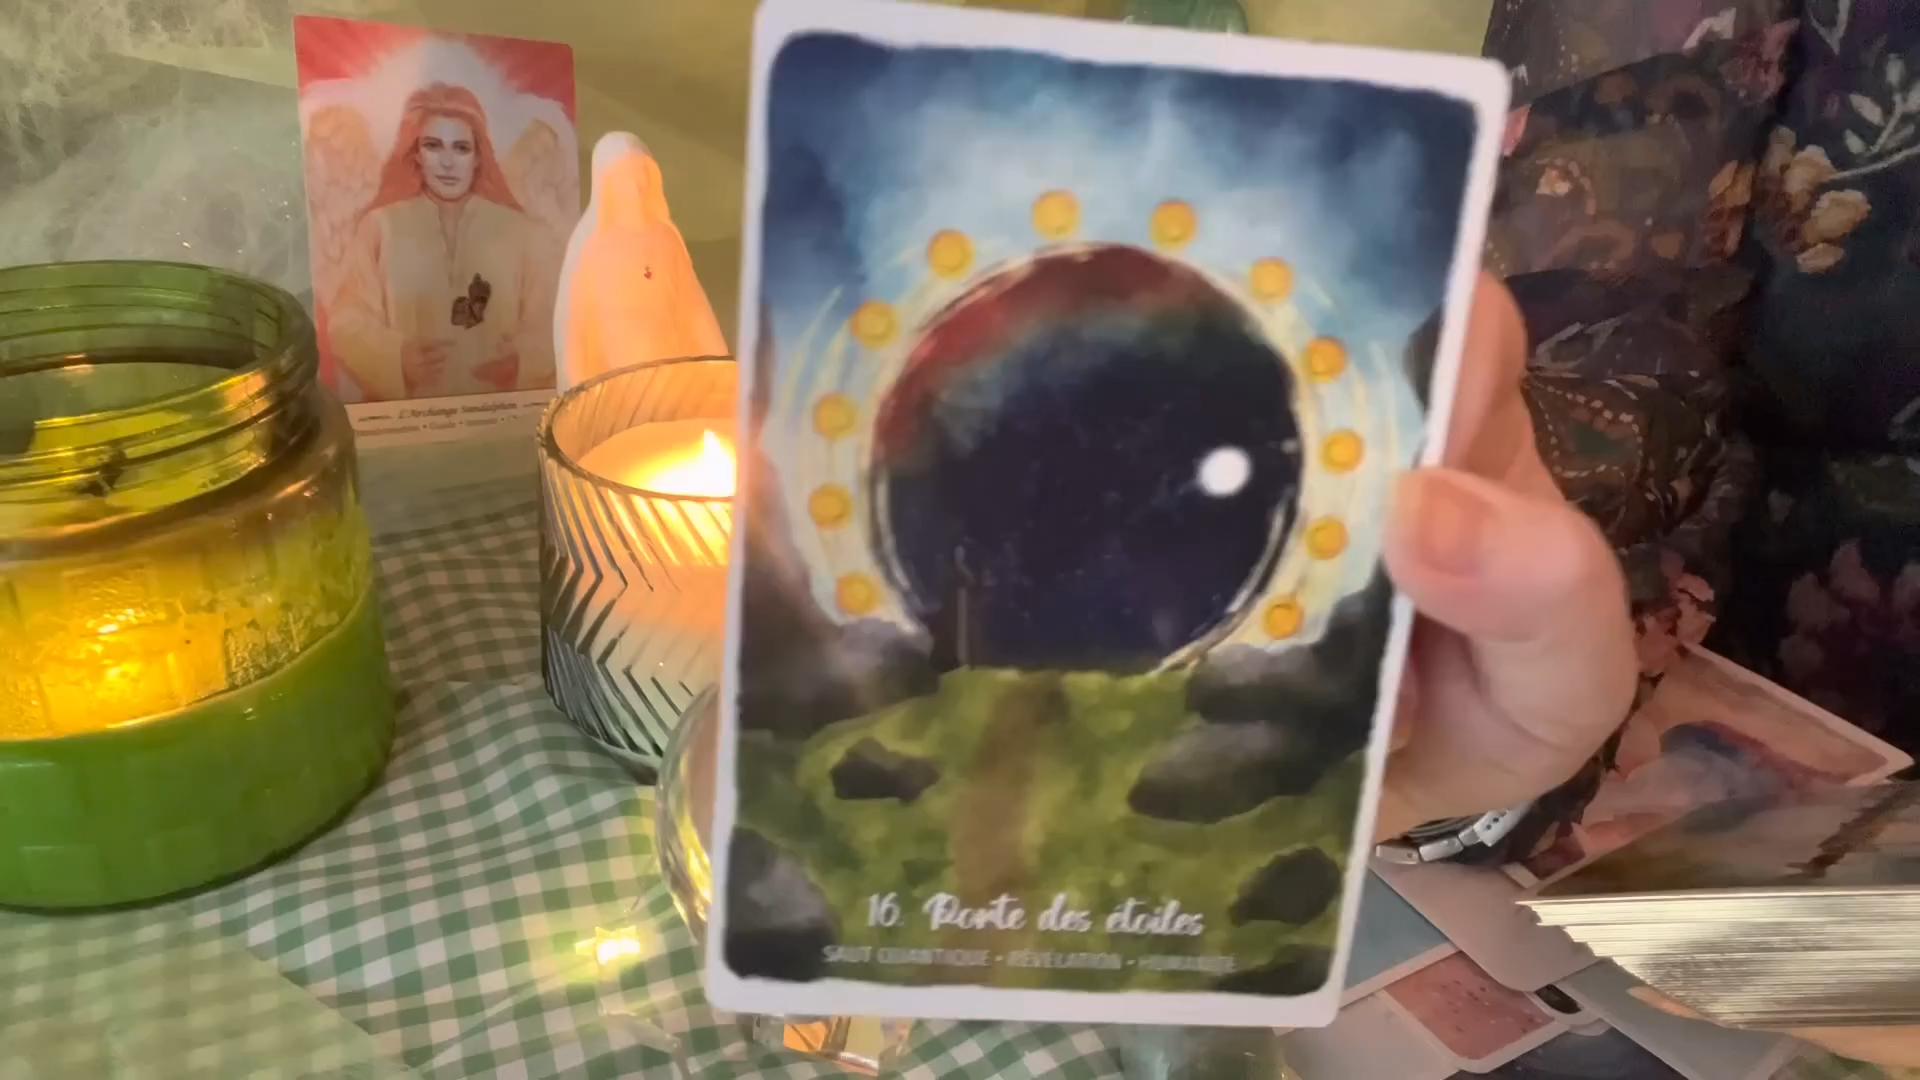 L'Archange Sandalphon
16. Porte des étoiles
SAUT QUANTIQUE • RÉVÉLATION • HUMANITÉ